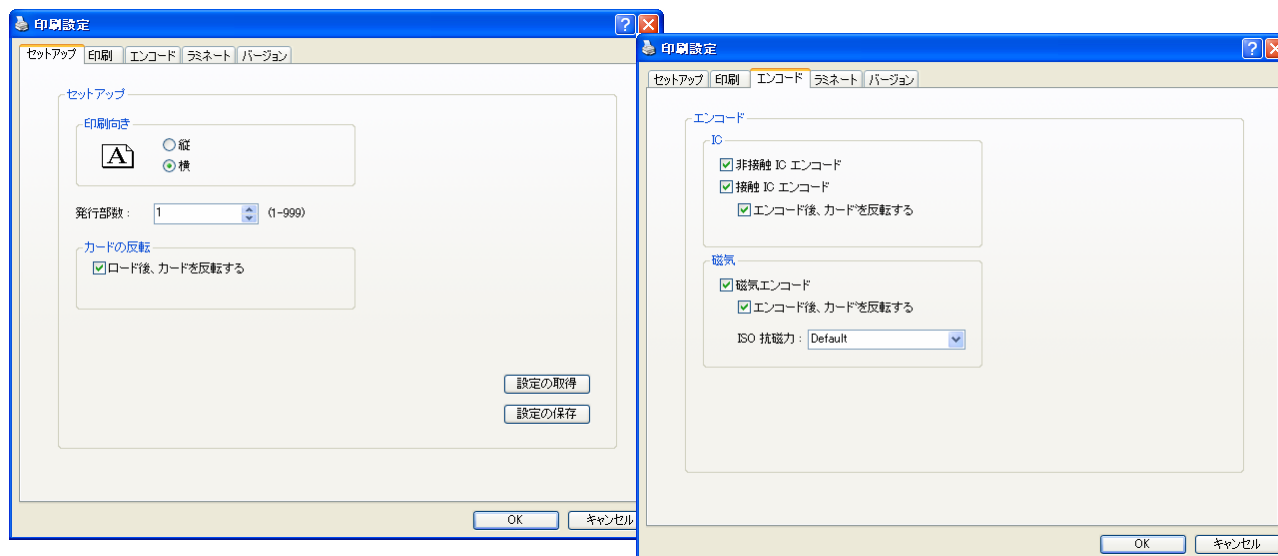 印刷設定
セットアップ 印刷 エンコード ラミネート バージョン
セットアップ
印刷向き
A
縦
横
発行部数： 1 (1-999)
カードの反転
ロード後、カードを反転する
設定の取得
設定の保存
OK キャンセル
印刷設定
セットアップ 印刷 エンコード ラミネート バージョン
エンコード
IC
非接触 IC エンコード
接触 IC エンコード
エンコード後、カードを反転する
磁気
磁気エンコード
エンコード後、カードを反転する
ISO 抗磁力： Default
OK キャンセル